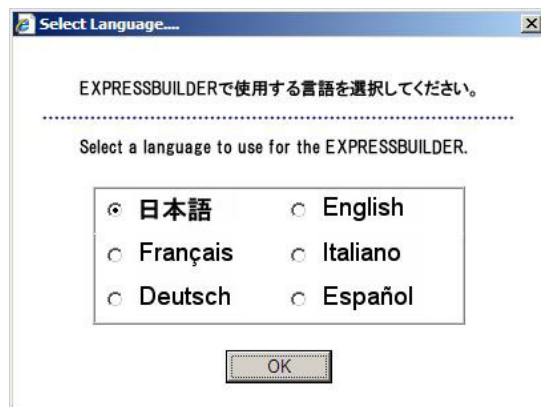 Select Language....
EXPRESSBUILDERで使用する言語を選択してください。
Select a language to use for the EXPRESSBUILDER.
日本語 English
Français Italiano
Deutsch Español
OK